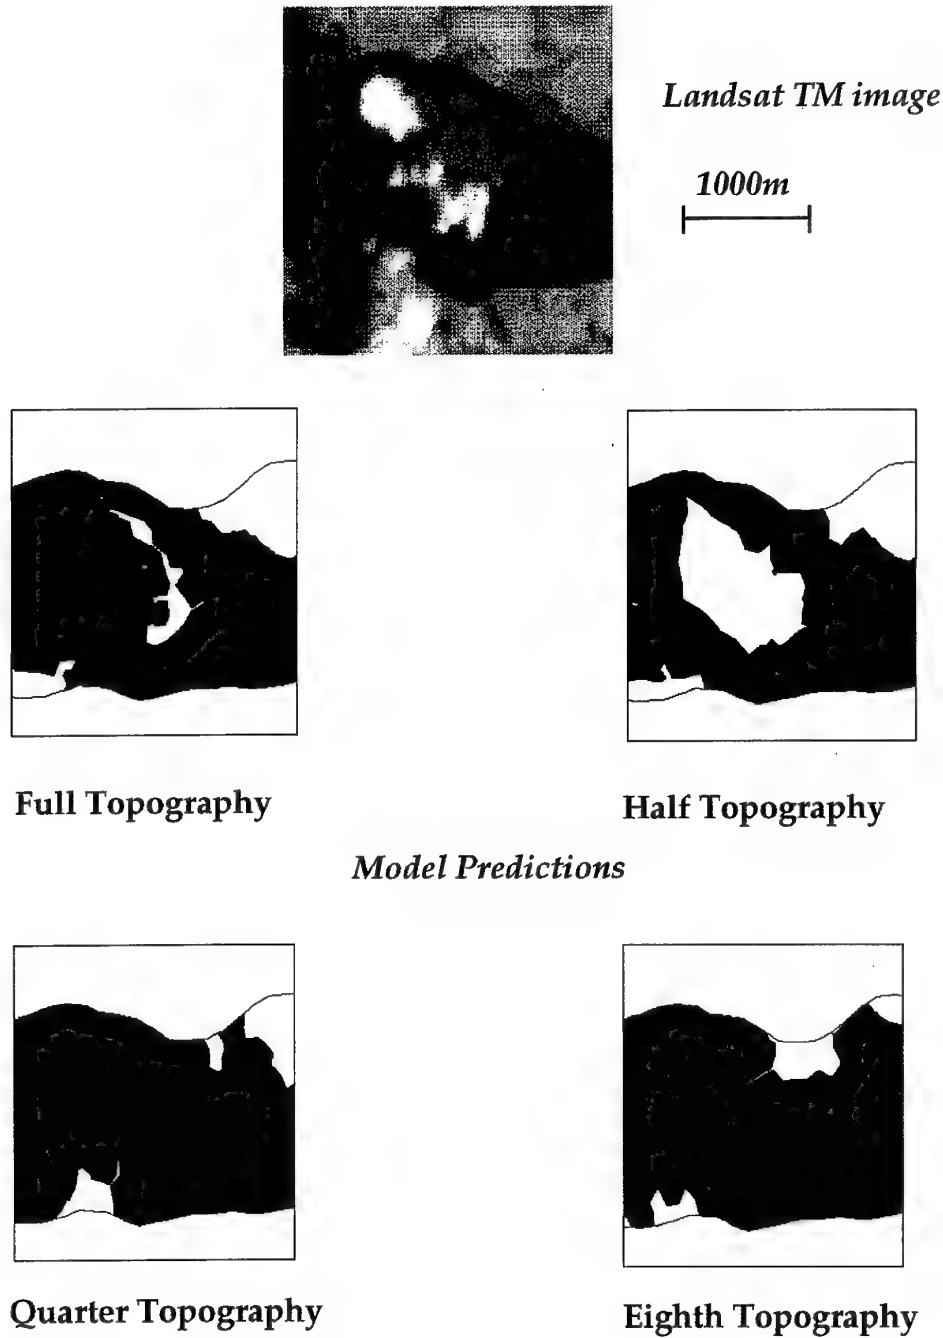 Landsat TM image
1000m
Full Topography
Half Topography
Model Predictions
Quarter Topography
Eighth Topography